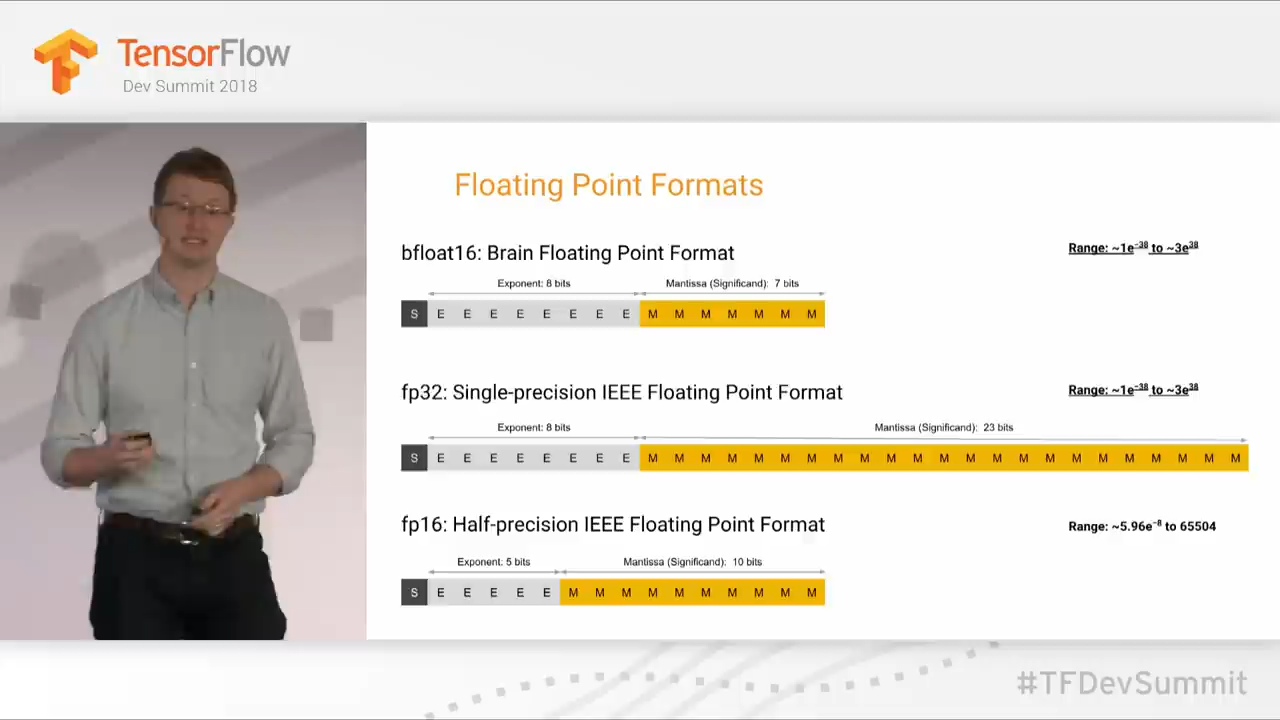 TensorFlow
Dev Summit 2018
Floating Point Formats
bfloat16: Brain Floating Point Format
Range: ~1e⁻³⁸ to ~3e³⁸
Exponent: 8 bits
Mantissa (Significand): 7 bits
S E E E E E E E E M M M M M M M
fp32: Single-precision IEEE Floating Point Format
Range: ~1e⁻³⁸ to ~3e³⁸
Exponent: 8 bits
Mantissa (Significand): 23 bits
S E E E E E E E E M M M M M M M M M M M M M M M M M M M M M M M
fp16: Half-precision IEEE Floating Point Format
Range: ~5.96e⁻⁸ to 65504
Exponent: 5 bits
Mantissa (Significand): 10 bits
S E E E E E M M M M M M M M M M
#TFDevSummit